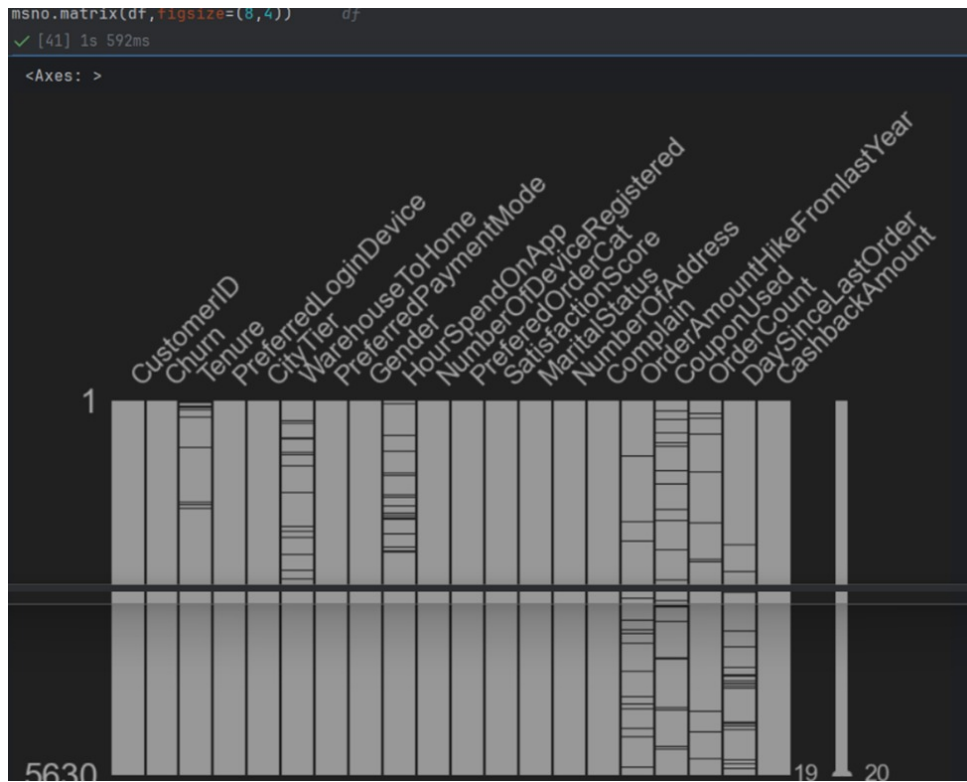 msno.matrix(df,figsize=(8,4)) df
✓ [41] 1s 592ms
<Axes: >
CustomerID
Churn
Tenure
PreferredLoginDevice
CityTier
WarehouseToHome
PreferredPaymentMode
Gender
HourSpendOnApp
NumberOfDeviceRegistered
PreferedOrderCat
SatisfactionScore
MaritalStatus
NumberOfAddress
Complain
OrderAmountHikeFromlastYear
CouponUsed
OrderCount
DaySinceLastOrder
CashbackAmount
1
5630
19 20